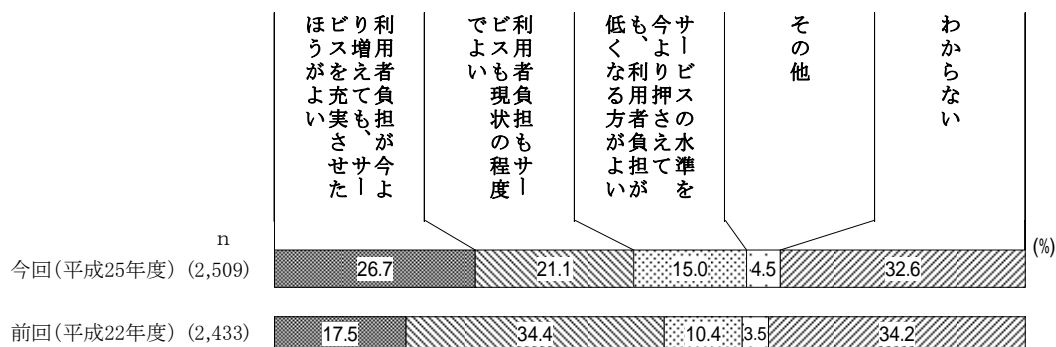 利用者負担が今よ
り増えても、サー
ビスを充実させた
ほうがよい
利用者負担もサー
ビスも現状の程度
でよい
サービスの水準を
今より押さえて
も、利用者負担が
低くなる方がよい
その他
わからない
n
(%)
今回(平成25年度) (2,509)
26.7
21.1
15.0
4.5
32.6
前回(平成22年度) (2,433)
17.5
34.4
10.4
3.5
34.2